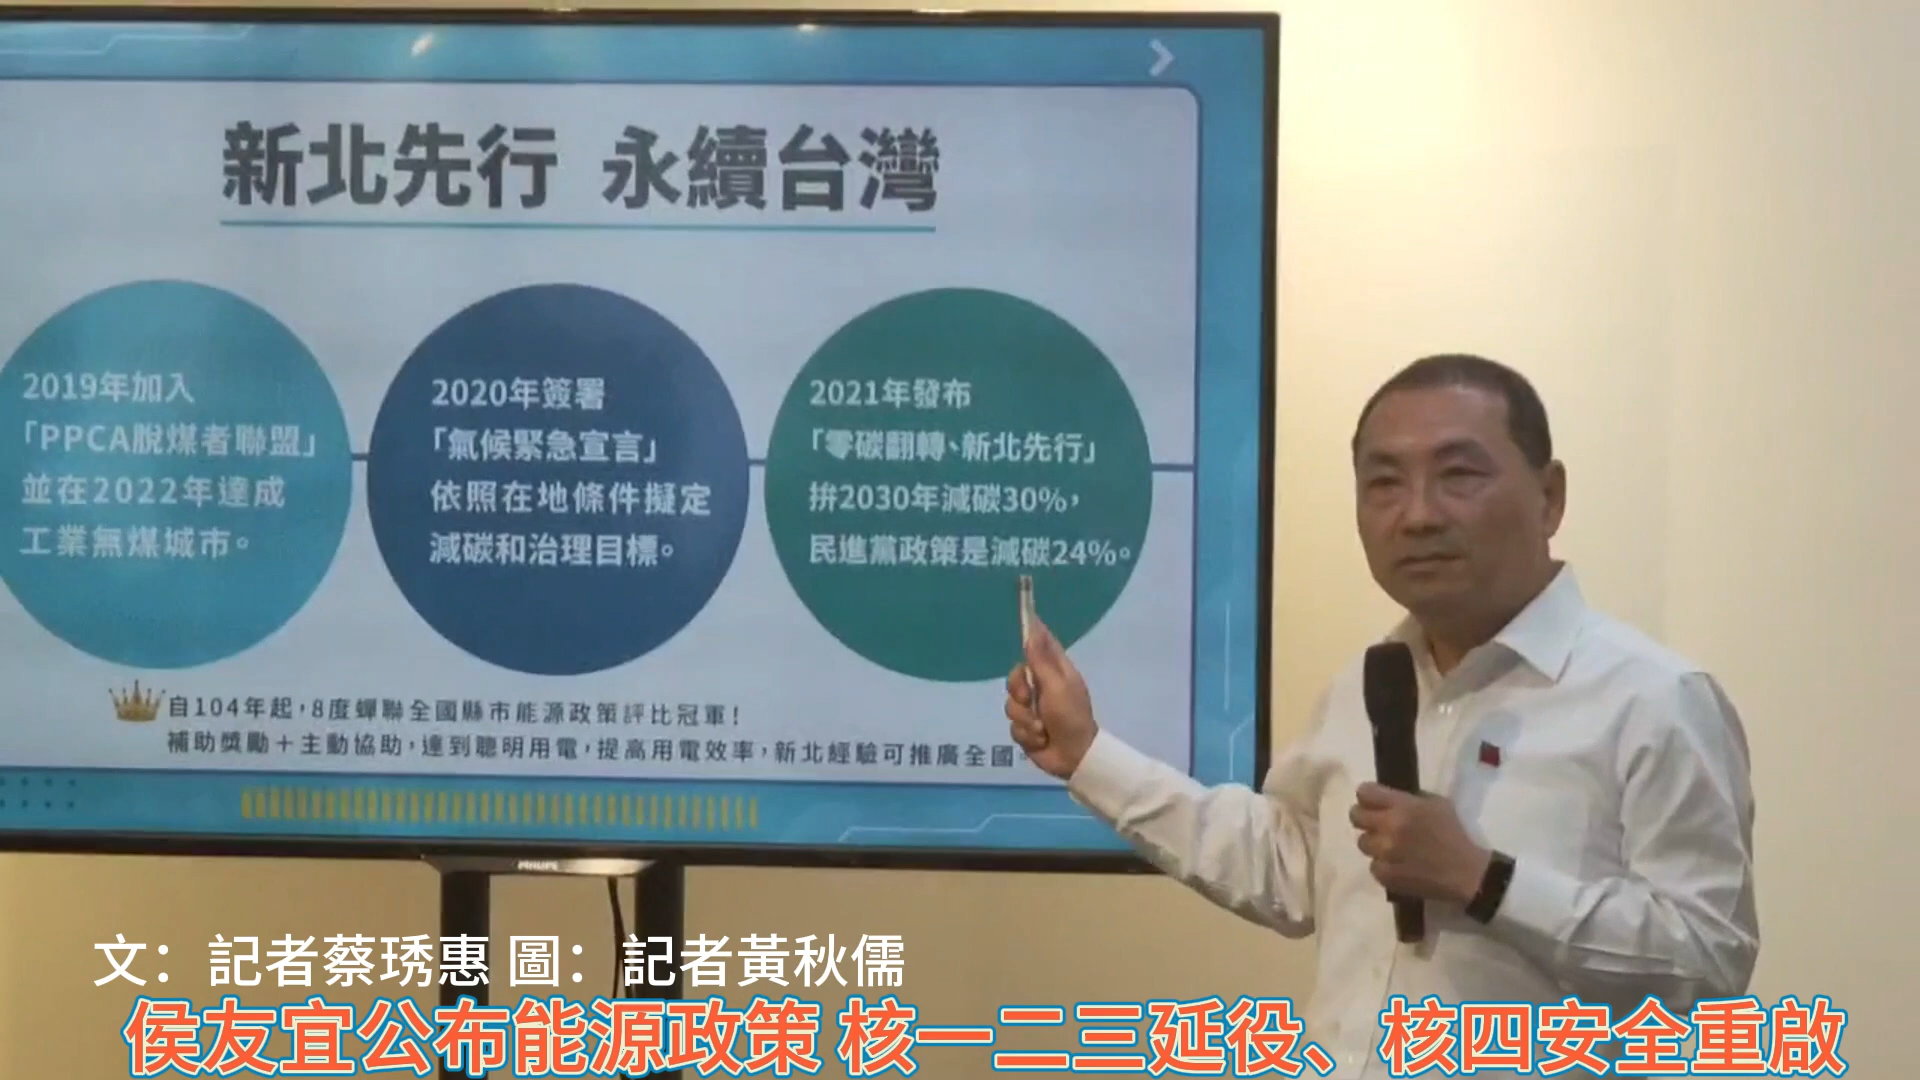 新北先行 永續台灣
2019年加入
「PPCA脫煤者聯盟」
並在2022年達成
工業無煤城市。
2020年簽署
「氣候緊急宣言」
依照在地條件擬定
減碳和治理目標。
2021年發布
「零碳翻轉、新北先行」
拚2030年減碳30%，
民進黨政策是減碳24%。
自104年起，8度蟬聯全國縣市能源政策評比冠軍！
補助獎勵＋主動協助，達到聰明用電，提高用電效率，新北經驗可推廣全國。
PHILIPS
文：記者蔡琇惠 圖：記者黃秋儒
侯友宜公布能源政策 核一二三延役、核四安全重啟